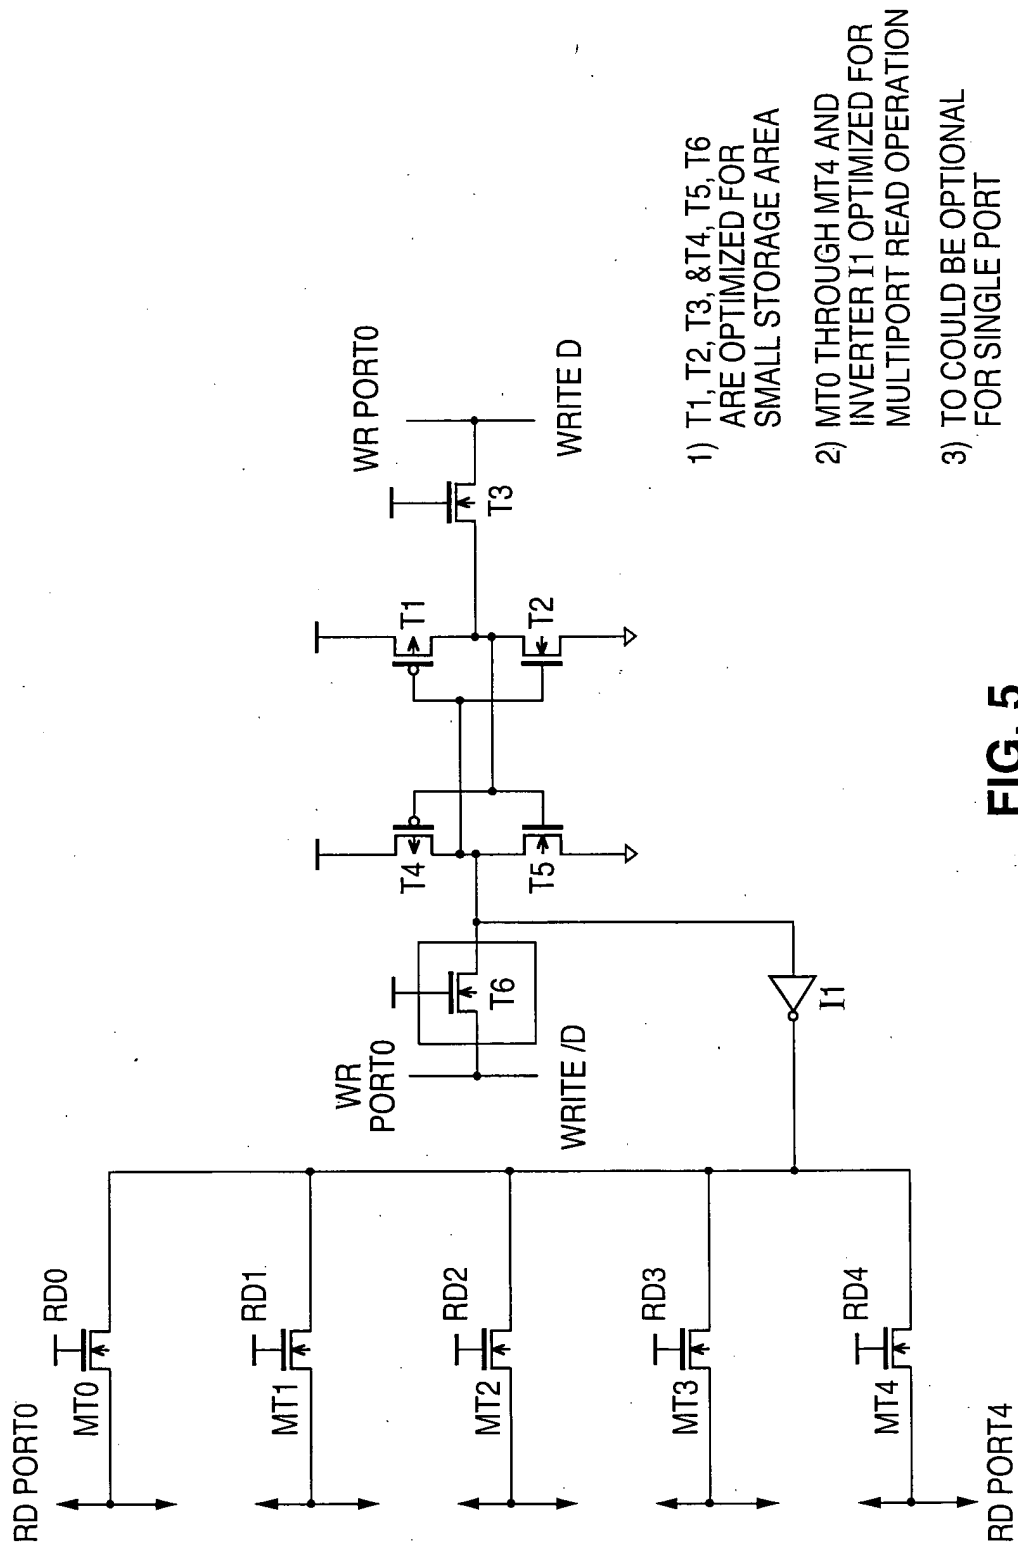 RD PORT0
RD0
MT0
RD1
MT1
RD2
MT2
RD3
MT3
RD4
MT4
RD PORT4
WR
PORT0
T6
WRITE /D
I1
T4
T5
T1
T2
WR PORT0
T3
WRITE D
1) T1, T2, T3, &T4, T5, T6
ARE OPTIMIZED FOR
SMALL STORAGE AREA
2) MT0 THROUGH MT4 AND
INVERTER I1 OPTIMIZED FOR
MULTIPORT READ OPERATION
3) TO COULD BE OPTIONAL
FOR SINGLE PORT
FIG. 5